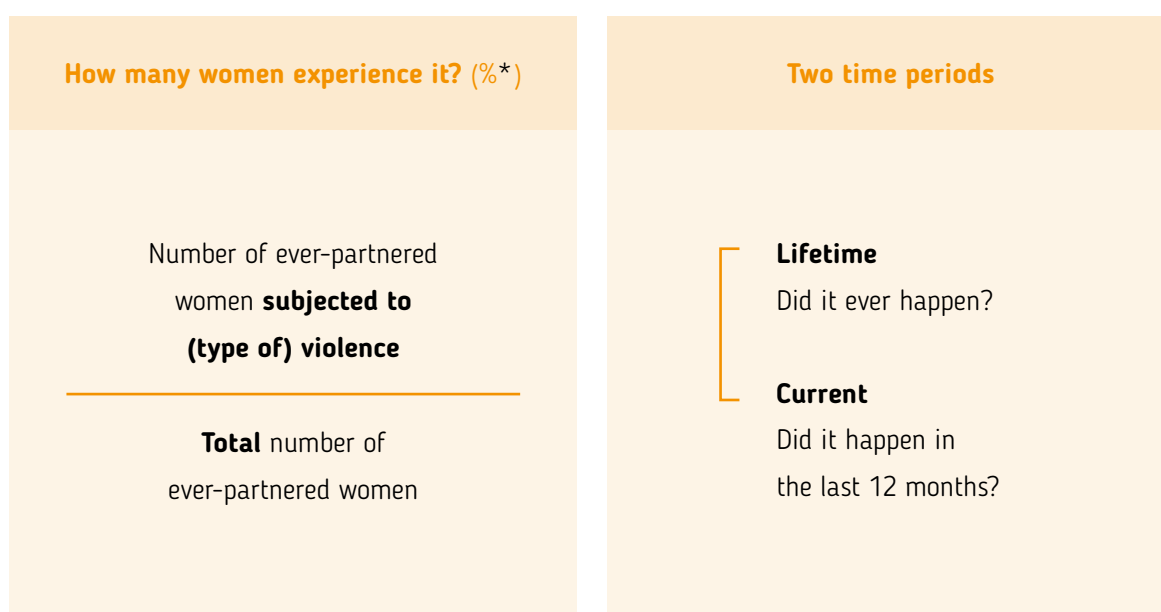 How many women experience it? (%*)
Number of ever-partnered
women subjected to
(type of) violence
Total number of
ever-partnered women
Two time periods
Lifetime
Did it ever happen?
Current
Did it happen in
the last 12 months?